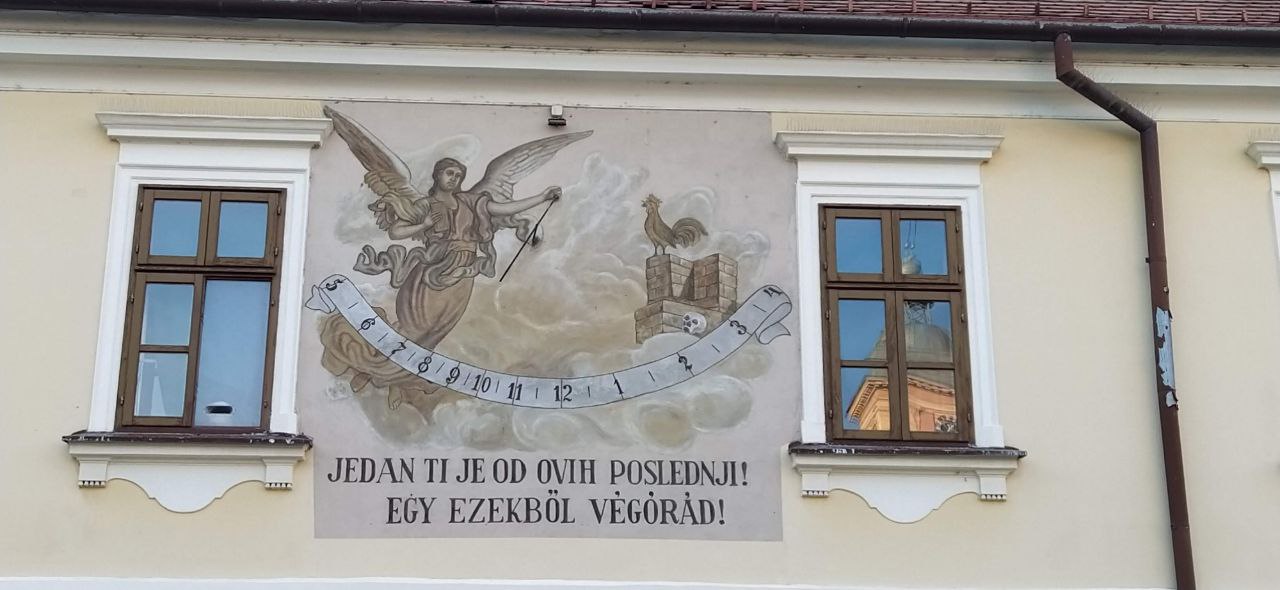 5 6 7 8 9 10 11 12 1 2 3 4
JEDAN TI JE OD OVIH POSLEDNJI!
EGY EZEKBÖL VÉGÓRÁD!